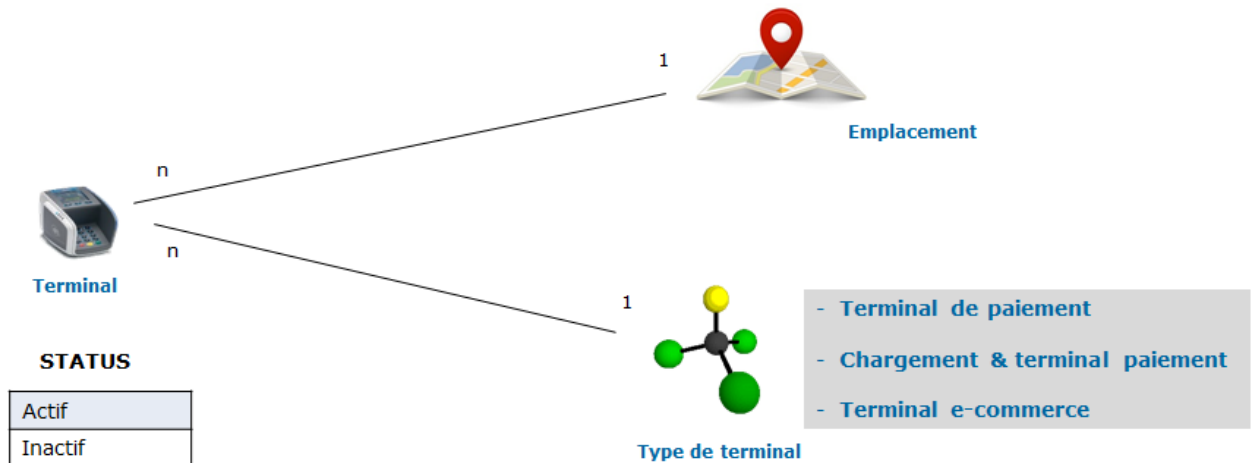 1
Emplacement
n
n
Terminal
1
- Terminal de paiement
- Chargement & terminal paiement
- Terminal e-commerce
Type de terminal
STATUS
Actif
Inactif